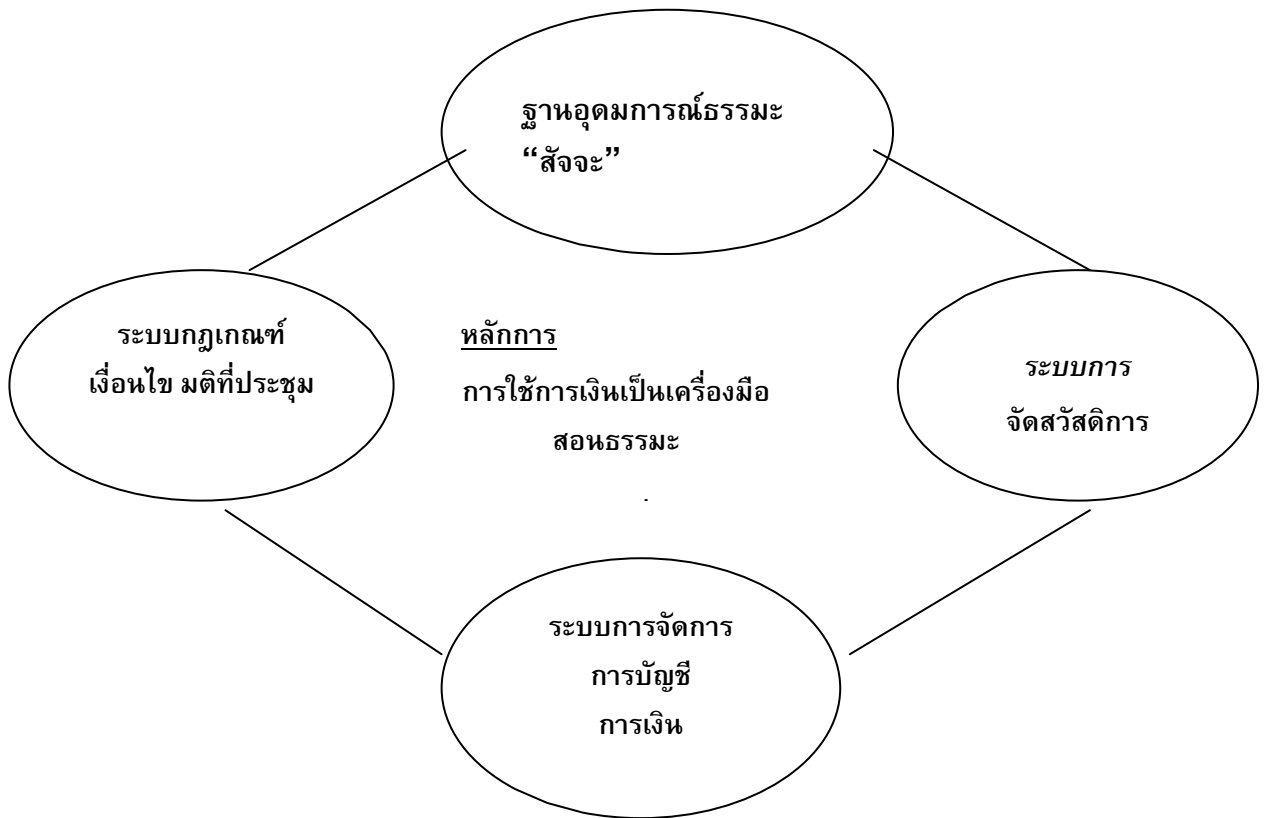 ฐานอุดมการณ์ธรรมะ
“สัจจะ”
ระบบกฎเกณฑ์
เงื่อนไข มติที่ประชุม
หลักการ
การใช้การเงินเป็นเครื่องมือ
สอนธรรมะ
.
ระบบการ
จัดสวัสดิการ
ระบบการจัดการ
การบัญชี
การเงิน